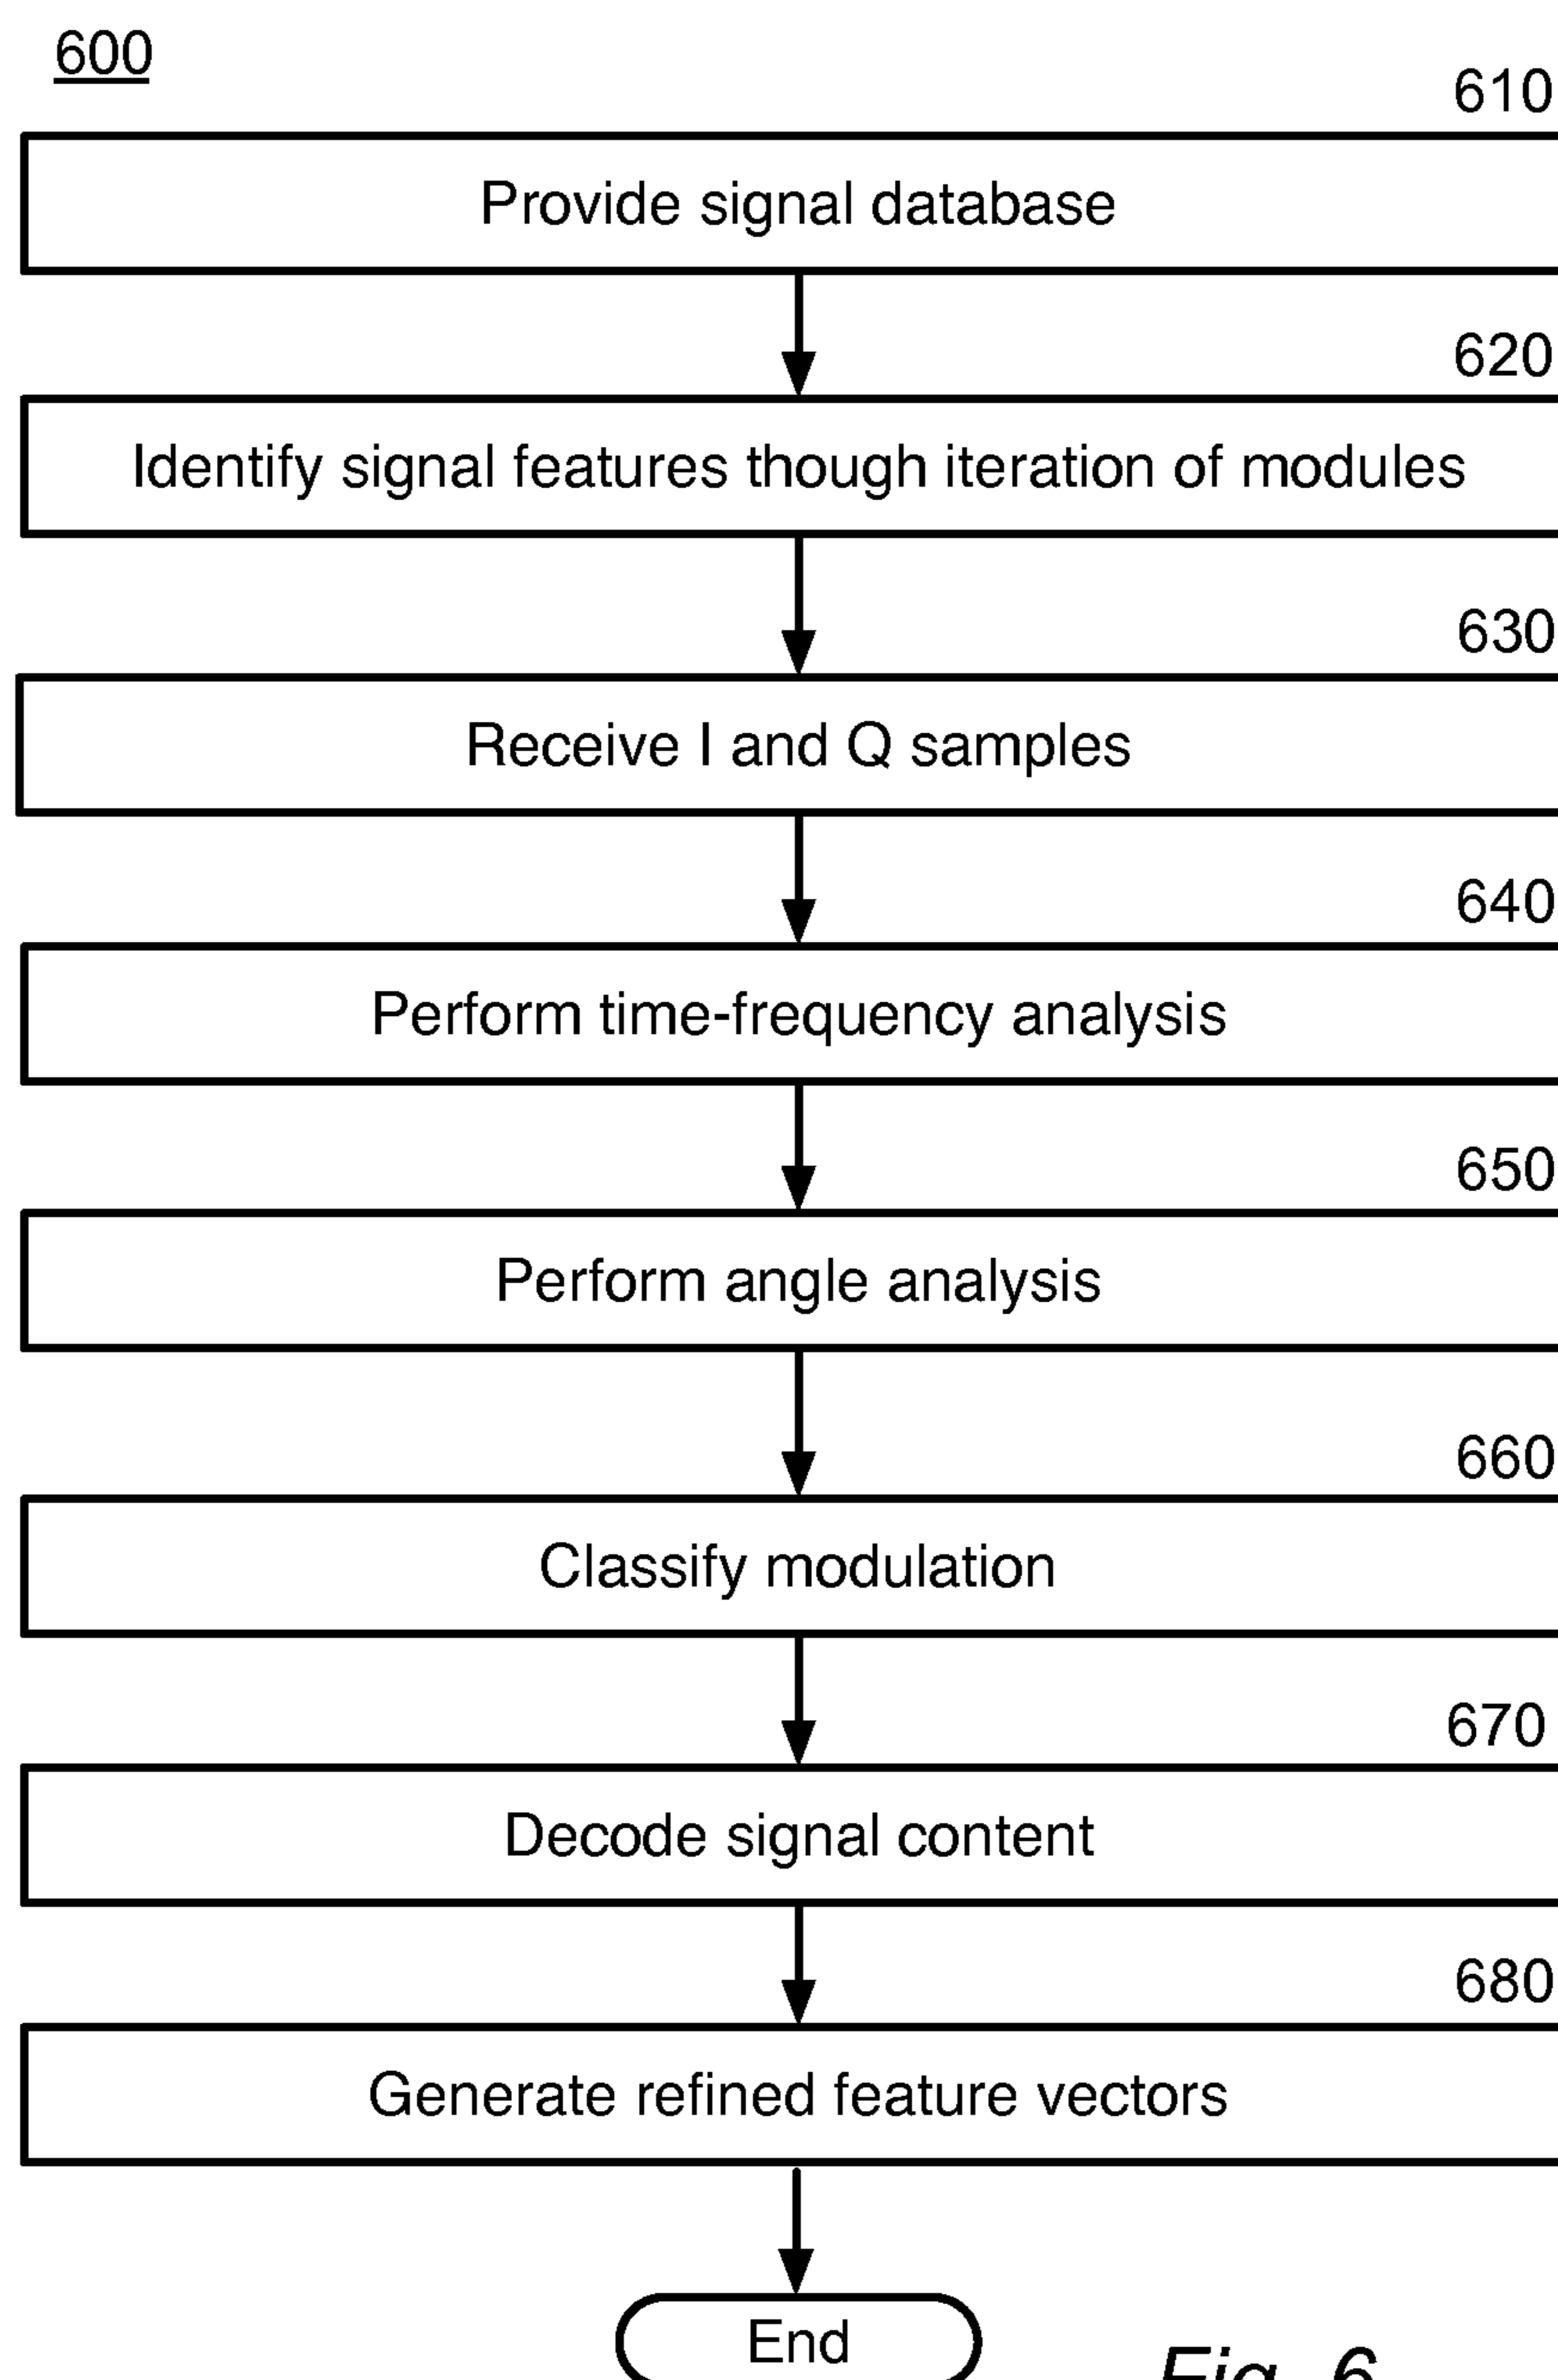 600
610
Provide signal database
620
Identify signal features though iteration of modules
630
Receive I and Q samples
640
Perform time-frequency analysis
650
Perform angle analysis
660
Classify modulation
670
Decode signal content
680
Generate refined feature vectors
End
Fig. 6